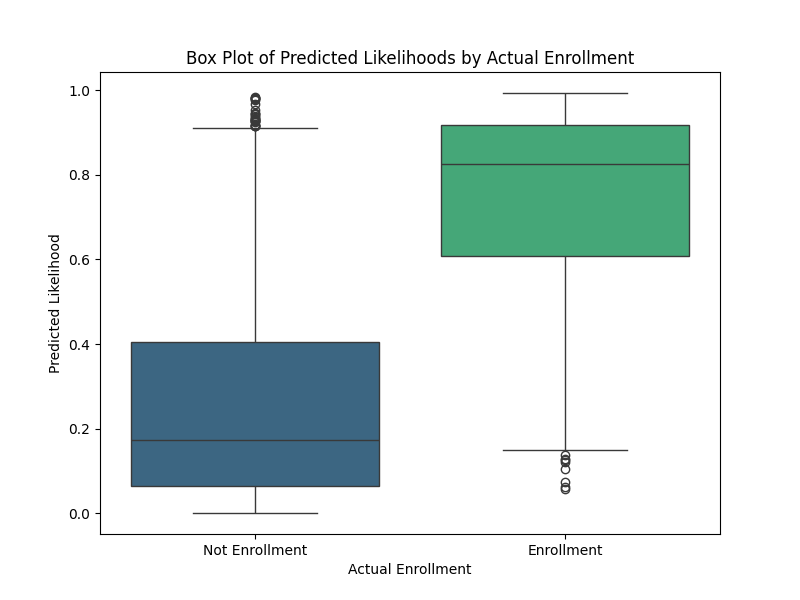 Box Plot of Predicted Likelihoods by Actual Enrollment
Predicted Likelihood
1.0
0.8
0.6
0.4
0.2
0.0
Not Enrollment
Enrollment
Actual Enrollment